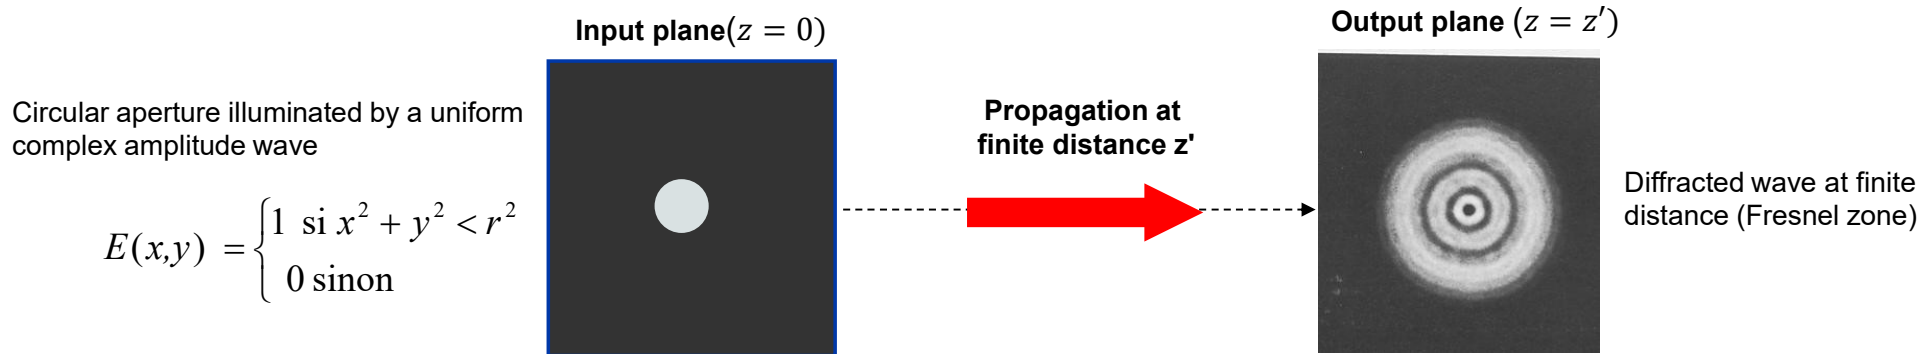 Input plane(z = 0)
Output plane (z = z′)
Circular aperture illuminated by a uniform
complex amplitude wave
E(x,y) = {1 si x² + y² < r²
0 sinon
Propagation at
finite distance z'
Diffracted wave at finite
distance (Fresnel zone)